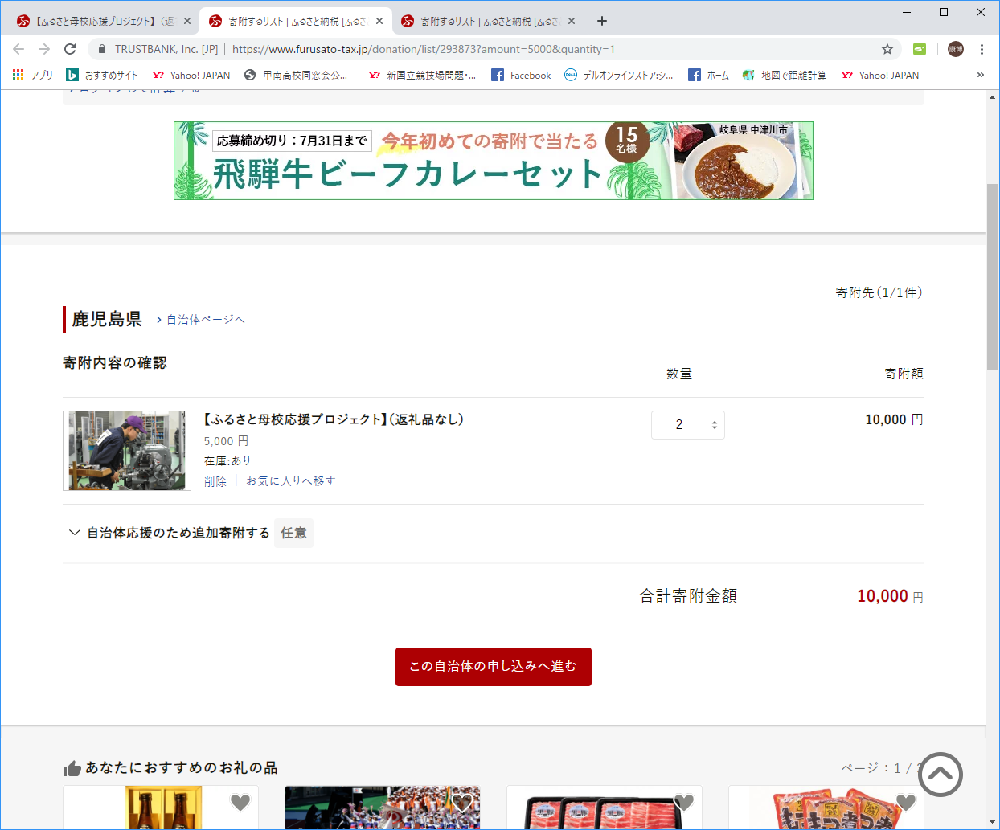 【ふるさと母校応援プロジェクト】（返
寄附するリスト | ふるさと納税 [ふるさ
寄附するリスト | ふるさと納税 [ふるさ
TRUSTBANK, Inc. [JP] | https://www.furusato-tax.jp/donation/list/293873?amount=5000&quantity=1
康博
アプリ
おすすめサイト
Yahoo! JAPAN
甲南高校同窓会公...
新国立競技場問題・...
Facebook
デルオンラインストア:シ...
ホーム
地図で距離計算
Yahoo! JAPAN
»
ログインして計算する
応募締め切り：7月31日まで
今年初めての寄附で当たる
15名様
岐阜県 中津川市
飛騨牛ビーフカレーセット
寄附先（1/1件）
鹿児島県
自治体ページへ
寄附内容の確認
数量
寄附額
【ふるさと母校応援プロジェクト】（返礼品なし）
2
10,000 円
5,000 円
在庫:あり
削除
お気に入りへ移す
自治体応援のため追加寄附する 任意
合計寄附金額
10,000 円
この自治体の申し込みへ進む
あなたにおすすめのお礼の品
ページ：1 /